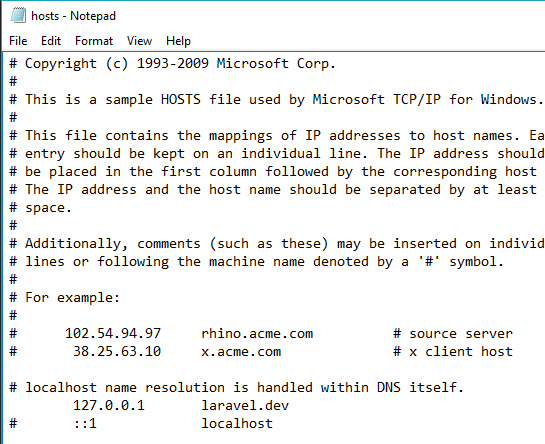 hosts - Notepad
File Edit Format View Help
# Copyright (c) 1993-2009 Microsoft Corp.
#
# This is a sample HOSTS file used by Microsoft TCP/IP for Windows.
#
# This file contains the mappings of IP addresses to host names. Ea
# entry should be kept on an individual line. The IP address should
# be placed in the first column followed by the corresponding host
# The IP address and the host name should be separated by at least
# space.
#
# Additionally, comments (such as these) may be inserted on individ
# lines or following the machine name denoted by a '#' symbol.
#
# For example:
#
#      102.54.94.97     rhino.acme.com          # source server
#       38.25.63.10     x.acme.com              # x client host
# localhost name resolution is handled within DNS itself.
        127.0.0.1       laravel.dev
#       ::1             localhost